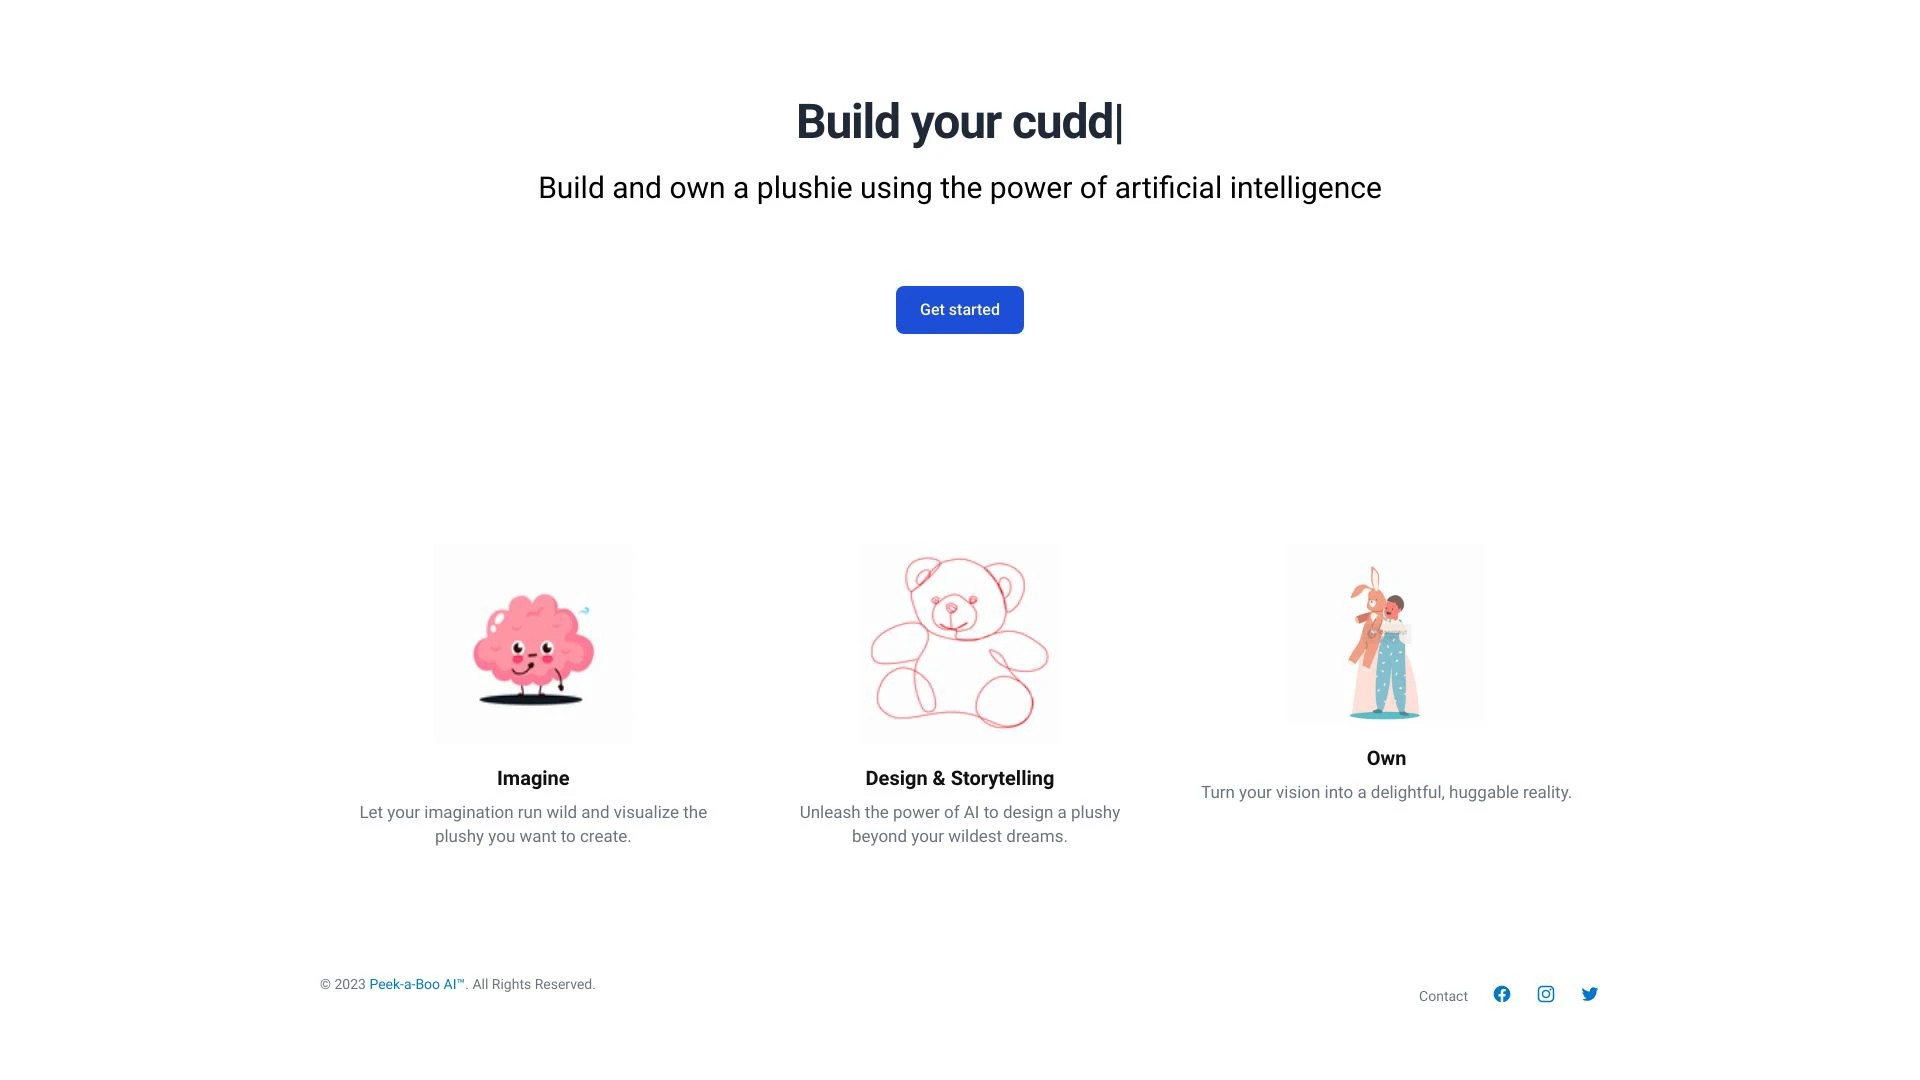 Build your cudd|
Build and own a plushie using the power of artificial intelligence
Get started
Imagine
Let your imagination run wild and visualize the
plushy you want to create.
Design & Storytelling
Unleash the power of AI to design a plushy
beyond your wildest dreams.
Own
Turn your vision into a delightful, huggable reality.
© 2023 Peek-a-Boo AI™. All Rights Reserved.
Contact